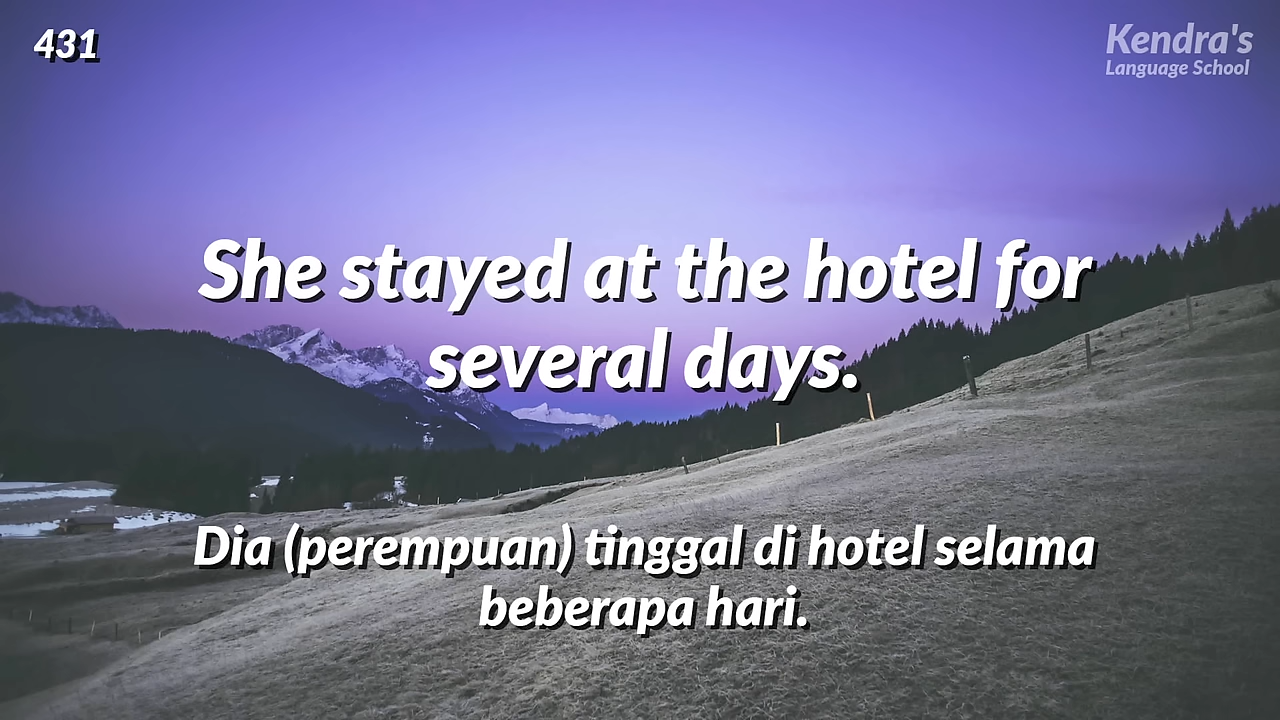 431
Kendra's
Language School
She stayed at the hotel for
several days.
Dia (perempuan) tinggal di hotel selama
beberapa hari.